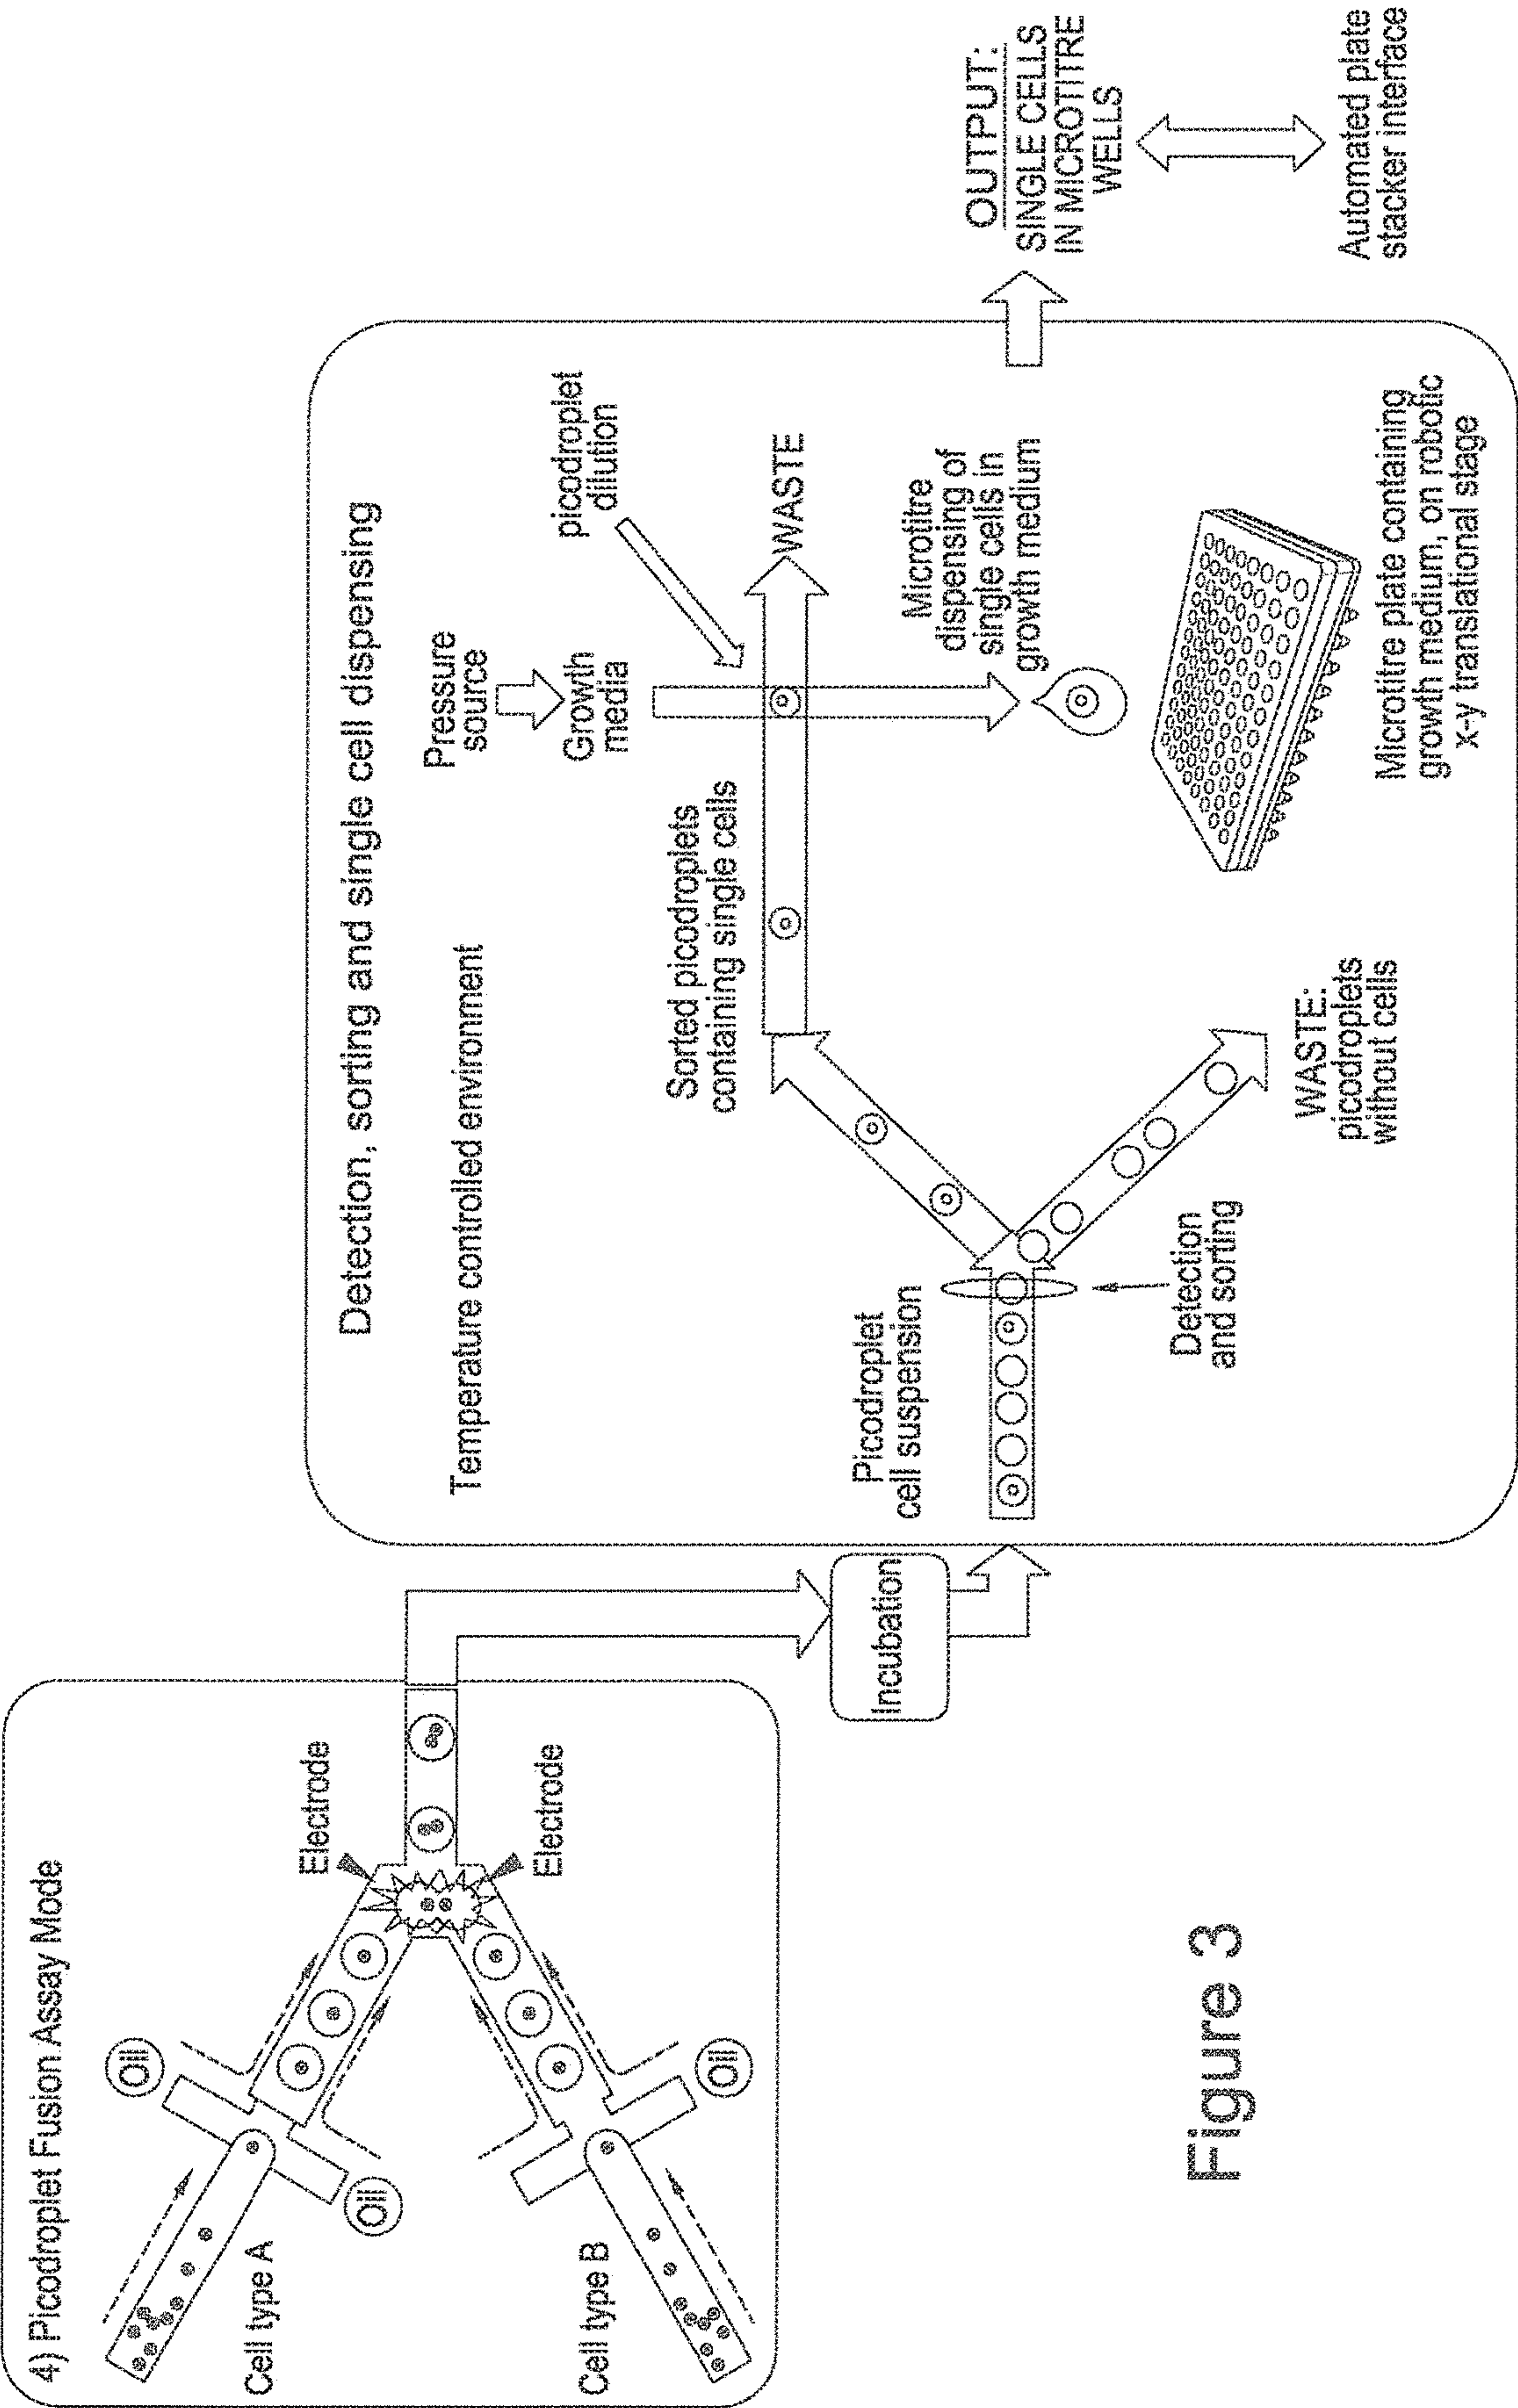 4) Picodroplet Fusion Assay Mode
Oil
Oil
Cell type A
Electrode
Electrode
Cell type B
Oil
Incubation
Detection, sorting and single cell dispensing
Temperature controlled environment
Pressure
source
Growth
media
picodroplet
dilution
Sorted picodroplets
containing single cells
WASTE
Picodroplet
cell suspension
Microtitre
dispensing of
single cells in
growth medium
Detection
and sorting
WASTE:
picodroplets
without cells
Microtitre plate containing
growth medium, on robotic
x-y translational stage
OUTPUT:
SINGLE CELLS
IN MICROTITRE
WELLS
Automated plate
stacker interface
Figure 3